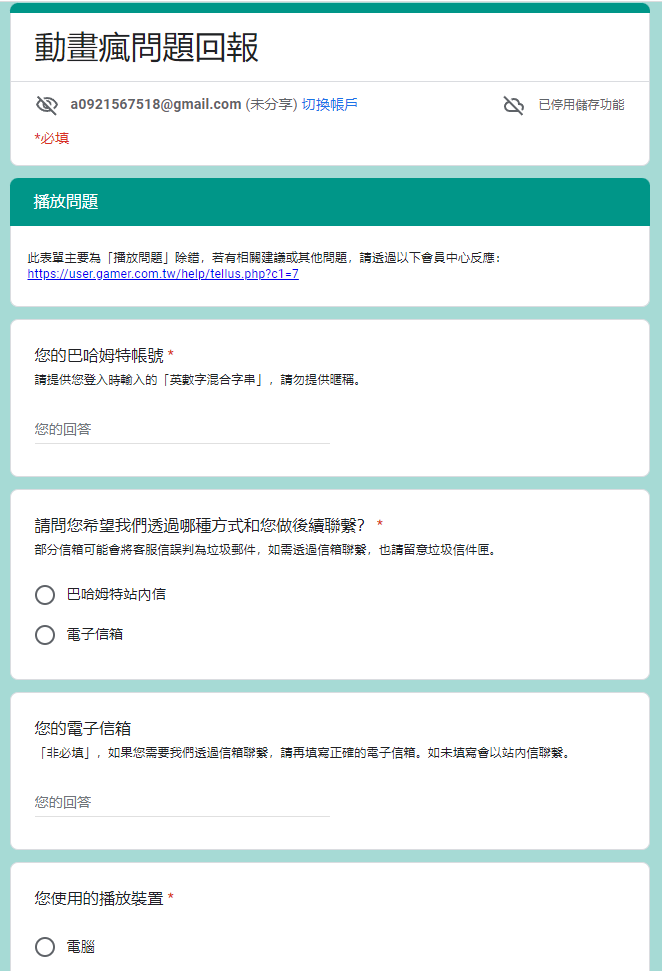 動畫瘋問題回報
a0921567518@gmail.com (未分享) 切換帳戶
已停用儲存功能
*必填
播放問題
此表單主要為「播放問題」除錯，若有相關建議或其他問題，請透過以下會員中心反應：
https://user.gamer.com.tw/help/tellus.php?c1=7
您的巴哈姆特帳號 *
請提供您登入時輸入的「英數字混合字串」，請勿提供暱稱。
您的回答
請問您希望我們透過哪種方式和您做後續聯繫？ *
部分信箱可能會將客服信誤判為垃圾郵件，如需透過信箱聯繫，也請留意垃圾信件匣。
巴哈姆特站內信
電子信箱
您的電子信箱
「非必填」，如果您需要我們透過信箱聯繫，請再填寫正確的電子信箱。如未填寫會以站內信聯繫。
您的回答
您使用的播放裝置 *
電腦